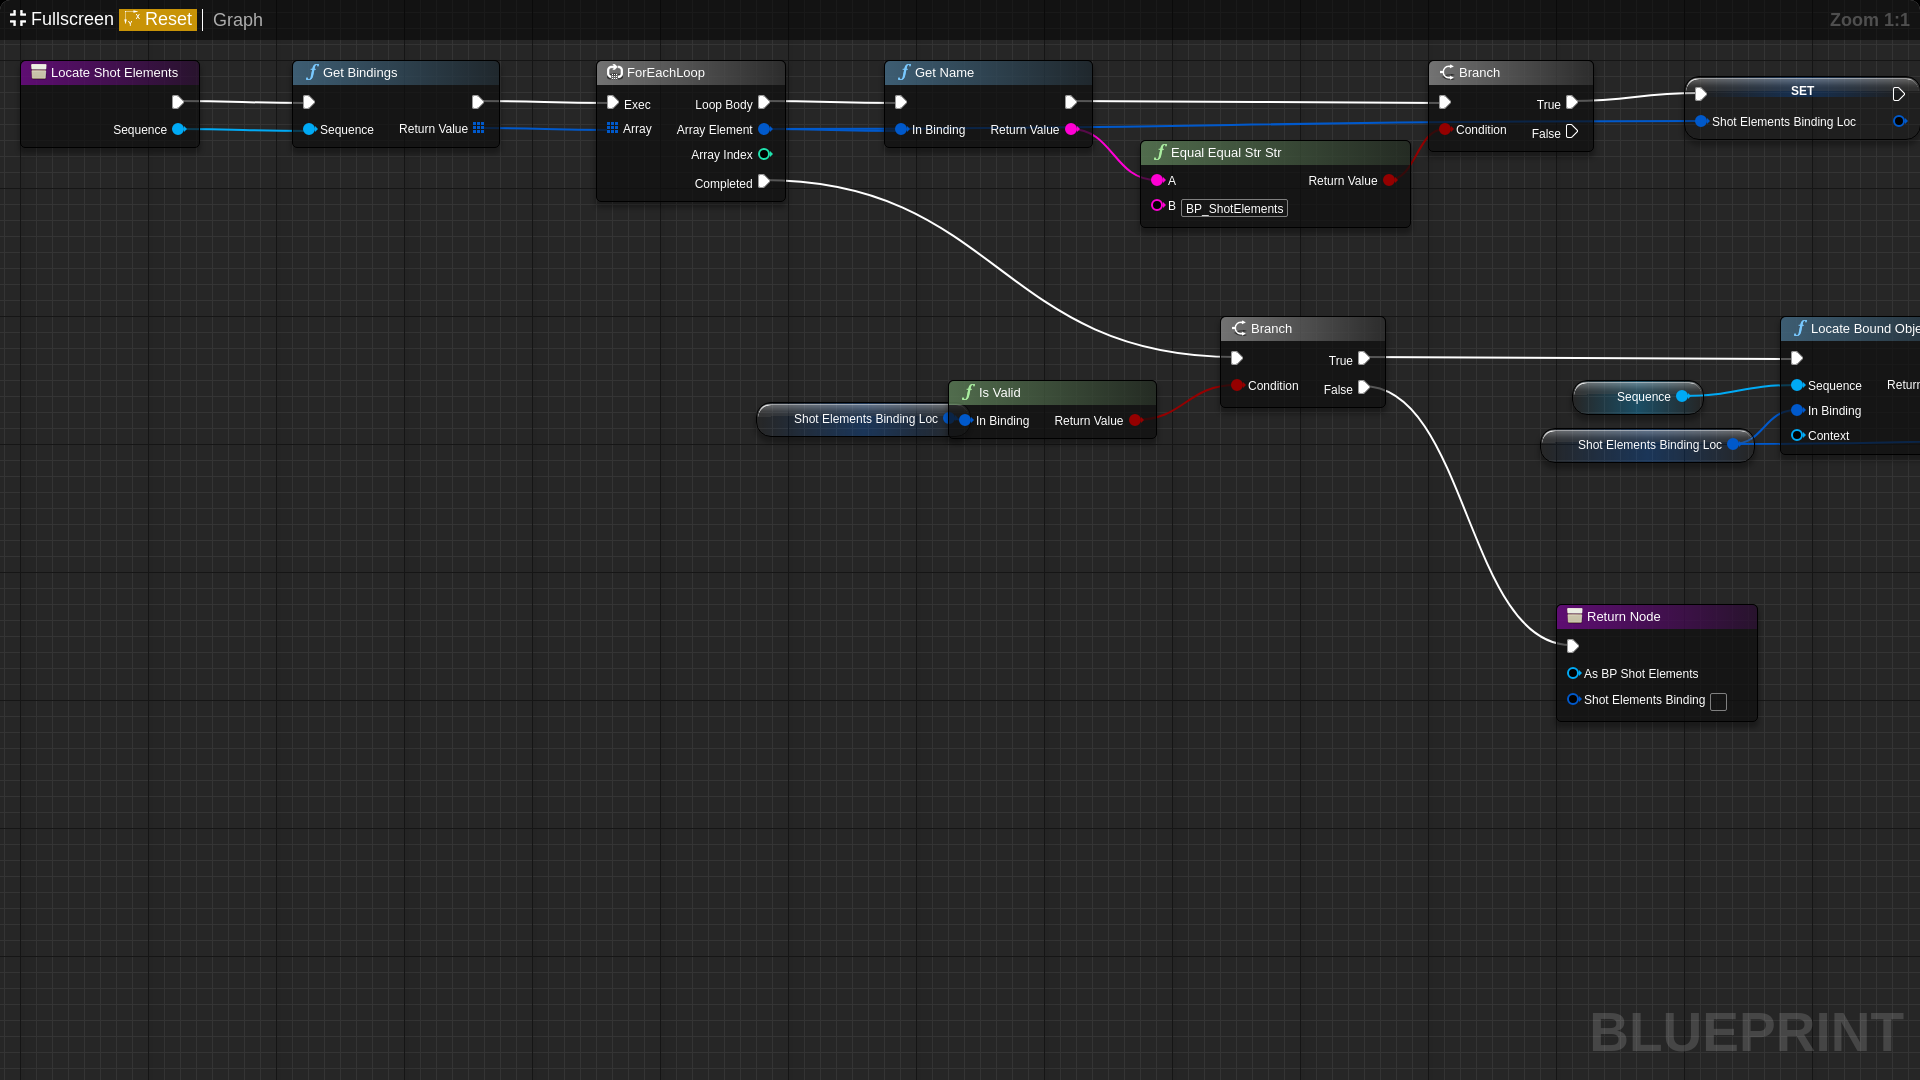 Fullscreen Reset Graph Zoom 1:1
Locate Shot Elements
Sequence
Get Bindings
Sequence Return Value
ForEachLoop
Exec Loop Body
Array Array Element
Array Index
Completed
Get Name
In Binding Return Value
Equal Equal Str Str
A Return Value
B BP_ShotElements
Branch
True
Condition False
SET
Shot Elements Binding Loc
Branch
True
Condition False
Shot Elements Binding Loc
Is Valid
In Binding Return Value
Sequence
Shot Elements Binding Loc
Locate Bound Obje
Sequence Return
In Binding
Context
Return Node
As BP Shot Elements
Shot Elements Binding
BLUEPRINT